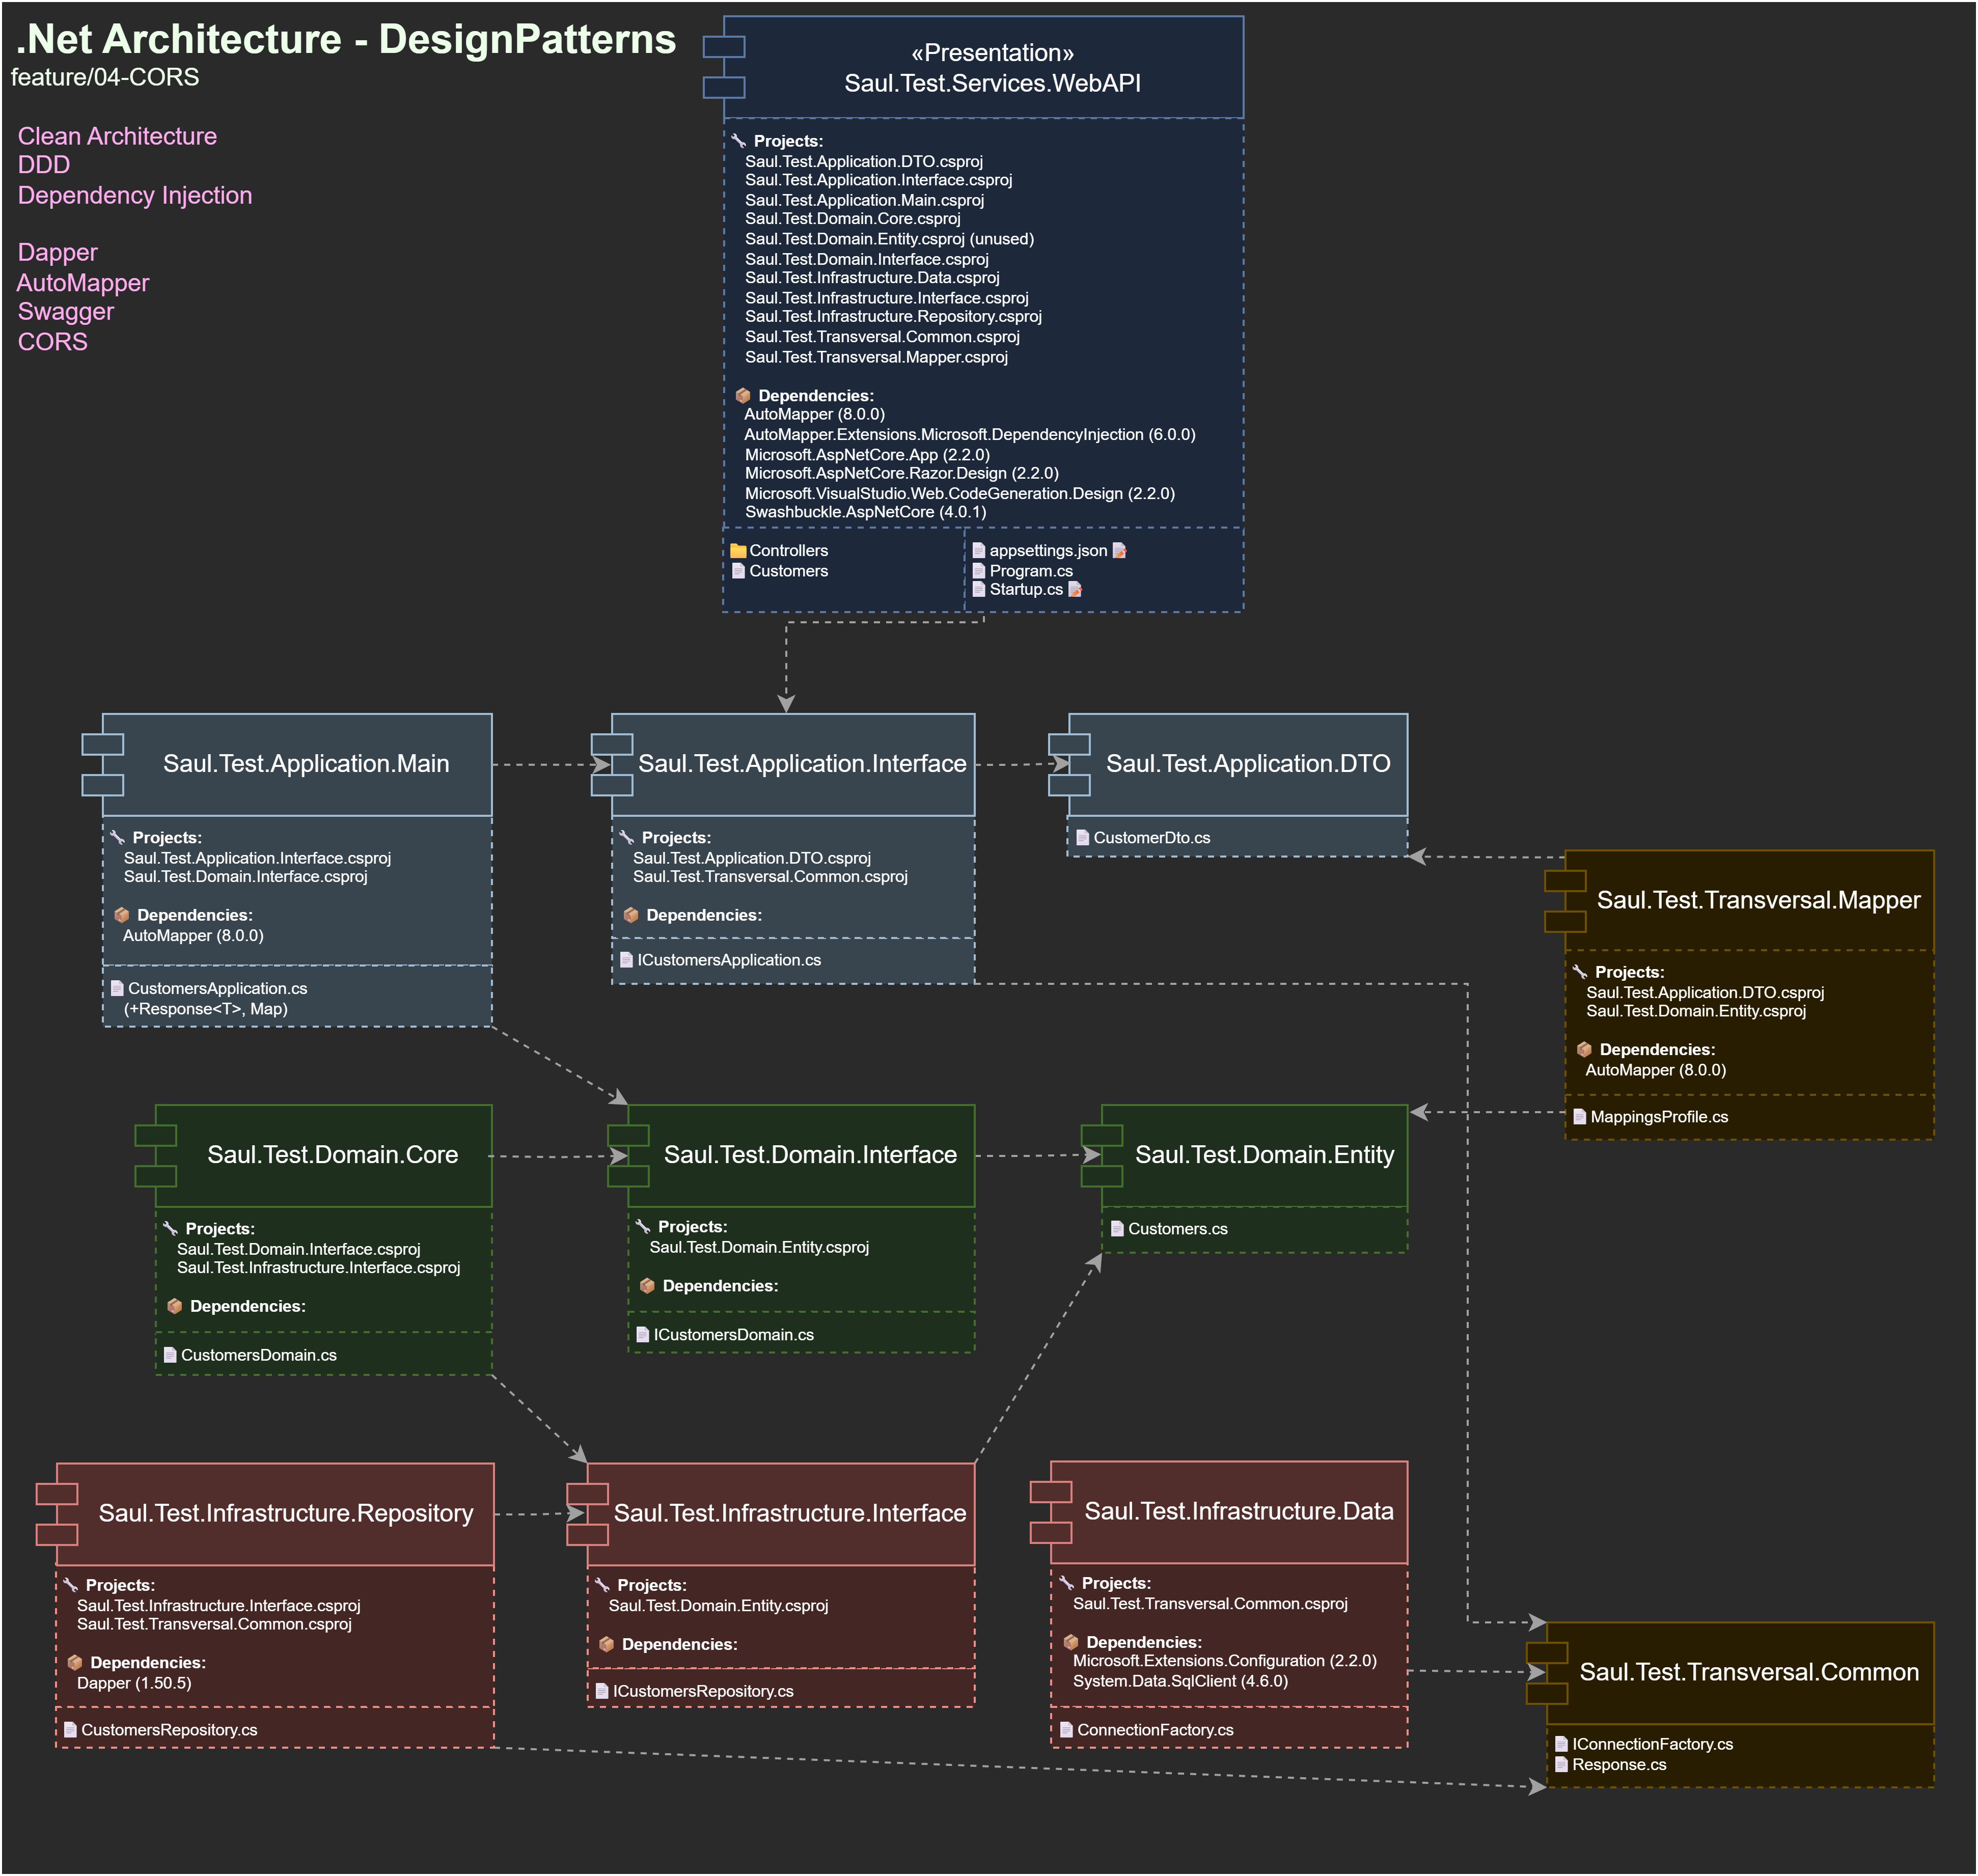 .Net Architecture - DesignPatterns
feature/04-CORS
Clean Architecture
DDD
Dependency Injection
Dapper
AutoMapper
Swagger
CORS
«Presentation»
Saul.Test.Services.WebAPI
Projects:
Saul.Test.Application.DTO.csproj
Saul.Test.Application.Interface.csproj
Saul.Test.Application.Main.csproj
Saul.Test.Domain.Core.csproj
Saul.Test.Domain.Entity.csproj (unused)
Saul.Test.Domain.Interface.csproj
Saul.Test.Infrastructure.Data.csproj
Saul.Test.Infrastructure.Interface.csproj
Saul.Test.Infrastructure.Repository.csproj
Saul.Test.Transversal.Common.csproj
Saul.Test.Transversal.Mapper.csproj
Dependencies:
AutoMapper (8.0.0)
AutoMapper.Extensions.Microsoft.DependencyInjection (6.0.0)
Microsoft.AspNetCore.App (2.2.0)
Microsoft.AspNetCore.Razor.Design (2.2.0)
Microsoft.VisualStudio.Web.CodeGeneration.Design (2.2.0)
Swashbuckle.AspNetCore (4.0.1)
Controllers
Customers
appsettings.json
Program.cs
Startup.cs
Saul.Test.Application.Main
Projects:
Saul.Test.Application.Interface.csproj
Saul.Test.Domain.Interface.csproj
Dependencies:
AutoMapper (8.0.0)
CustomersApplication.cs
(+Response<T>, Map)
Saul.Test.Application.Interface
Projects:
Saul.Test.Application.DTO.csproj
Saul.Test.Transversal.Common.csproj
Dependencies:
ICustomersApplication.cs
Saul.Test.Application.DTO
CustomerDto.cs
Saul.Test.Transversal.Mapper
Projects:
Saul.Test.Application.DTO.csproj
Saul.Test.Domain.Entity.csproj
Dependencies:
AutoMapper (8.0.0)
MappingsProfile.cs
Saul.Test.Domain.Core
Projects:
Saul.Test.Domain.Interface.csproj
Saul.Test.Infrastructure.Interface.csproj
Dependencies:
CustomersDomain.cs
Saul.Test.Domain.Interface
Projects:
Saul.Test.Domain.Entity.csproj
Dependencies:
ICustomersDomain.cs
Saul.Test.Domain.Entity
Customers.cs
Saul.Test.Infrastructure.Repository
Projects:
Saul.Test.Infrastructure.Interface.csproj
Saul.Test.Transversal.Common.csproj
Dependencies:
Dapper (1.50.5)
CustomersRepository.cs
Saul.Test.Infrastructure.Interface
Projects:
Saul.Test.Domain.Entity.csproj
Dependencies:
ICustomersRepository.cs
Saul.Test.Infrastructure.Data
Projects:
Saul.Test.Transversal.Common.csproj
Dependencies:
Microsoft.Extensions.Configuration (2.2.0)
System.Data.SqlClient (4.6.0)
ConnectionFactory.cs
Saul.Test.Transversal.Common
IConnectionFactory.cs
Response.cs